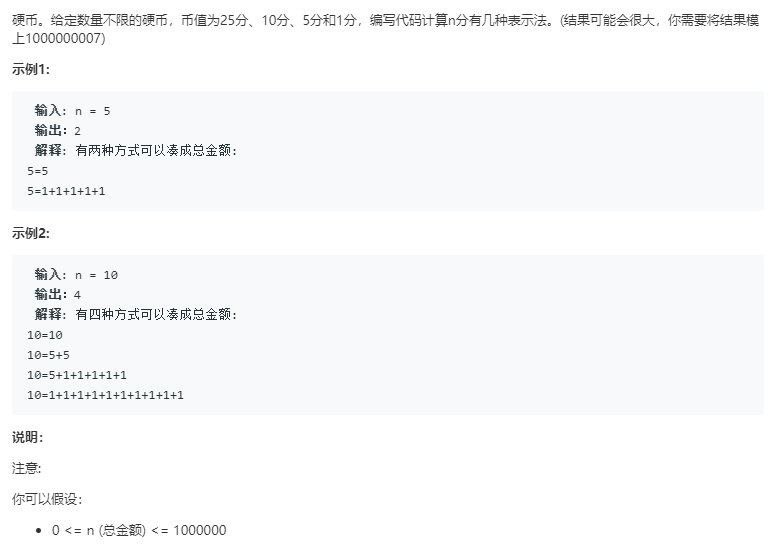 硬币。给定数量不限的硬币，币值为25分、10分、5分和1分，编写代码计算n分有几种表示法。(结果可能会很大，你需要将结果模
上1000000007)
示例1:
输入: n = 5
输出：2
解释: 有两种方式可以凑成总金额:
5=5
5=1+1+1+1+1
示例2:
输入: n = 10
输出：4
解释: 有四种方式可以凑成总金额:
10=10
10=5+5
10=5+1+1+1+1+1
10=1+1+1+1+1+1+1+1+1+1
说明：
注意:
你可以假设：
• 0 <= n (总金额) <= 1000000